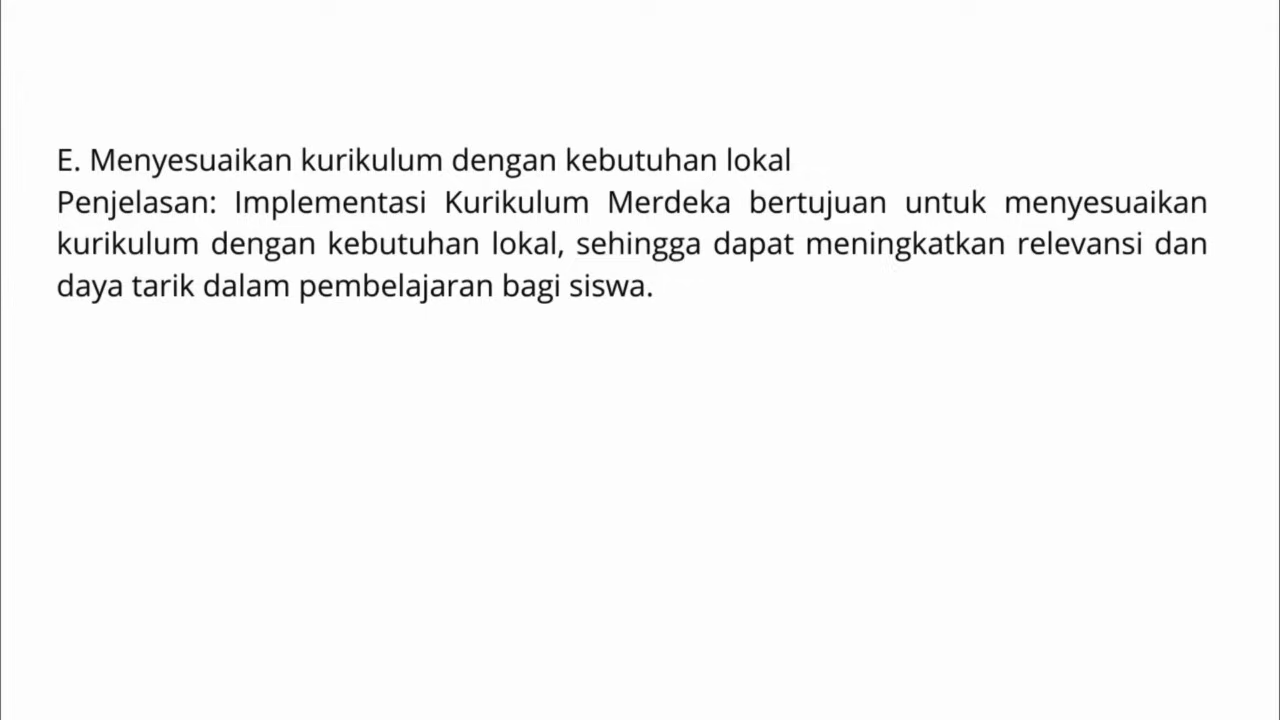 E. Menyesuaikan kurikulum dengan kebutuhan lokal
Penjelasan: Implementasi Kurikulum Merdeka bertujuan untuk menyesuaikan
kurikulum dengan kebutuhan lokal, sehingga dapat meningkatkan relevansi dan
daya tarik dalam pembelajaran bagi siswa.